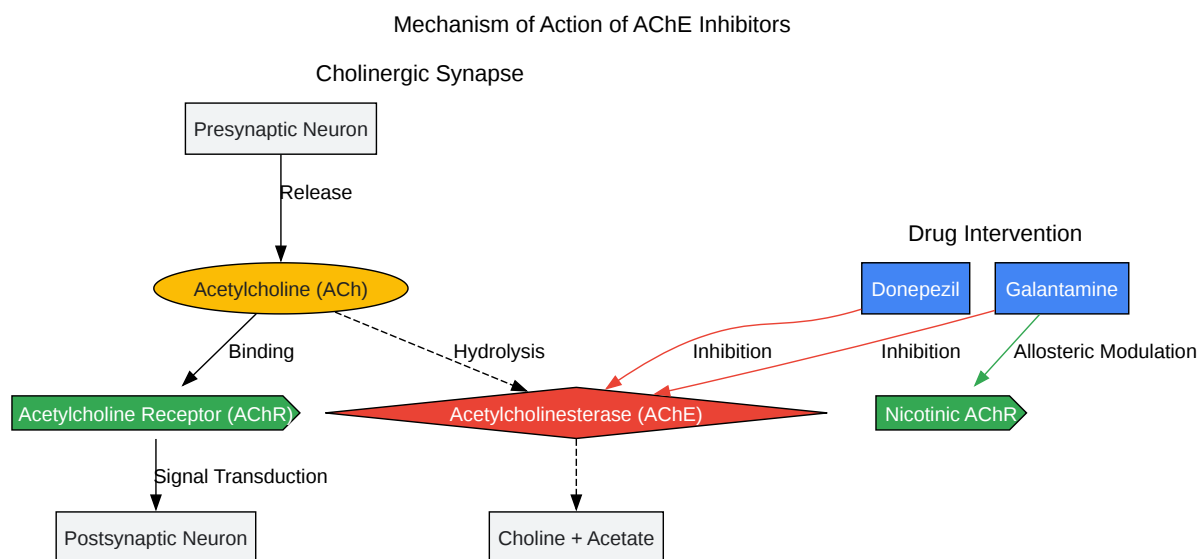 Mechanism of Action of AChE Inhibitors
Cholinergic Synapse
Presynaptic Neuron
Release
Drug Intervention
Acetylcholine (ACh)
Donepezil
Galantamine
Binding
Hydrolysis
Inhibition
Inhibition
Allosteric Modulation
Acetylcholine Receptor (AChR)
Acetylcholinesterase (AChE)
Nicotinic AChR
Signal Transduction
Postsynaptic Neuron
Choline + Acetate